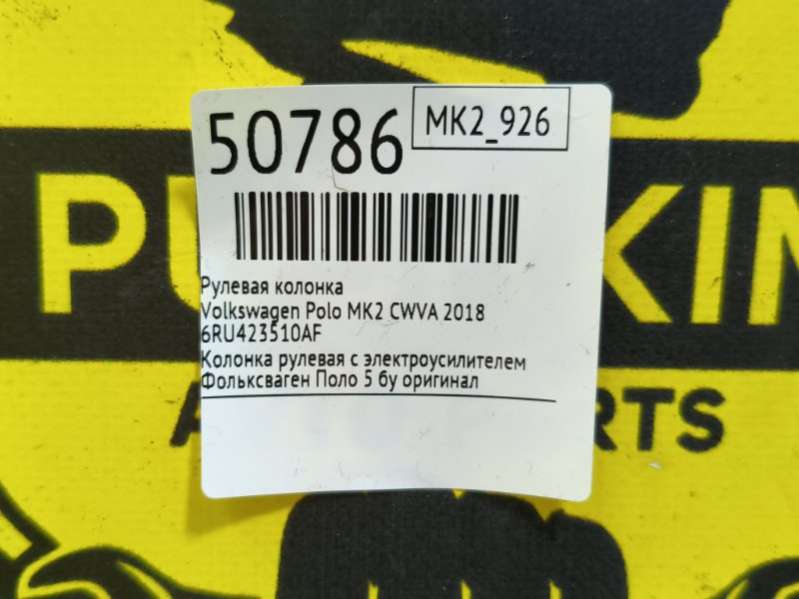 50786
MK2_926
Рулевая колонка
Volkswagen Polo MK2 CWVA 2018
6RU423510AF
Колонка рулевая с электроусилителем
Фольксваген Поло 5 бу оригинал